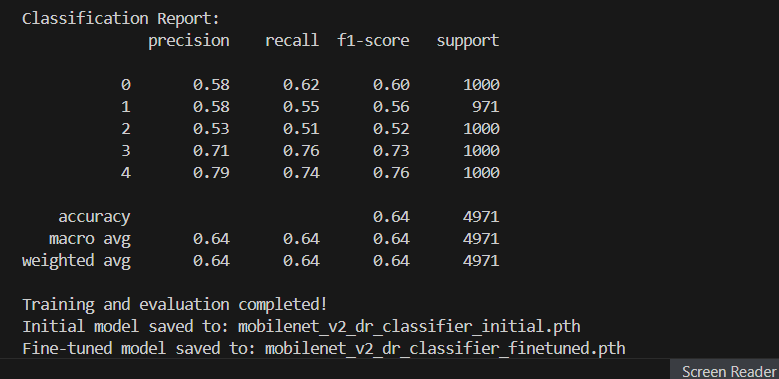 Classification Report:
precision recall f1-score support
0 0.58 0.62 0.60 1000
1 0.58 0.55 0.56 971
2 0.53 0.51 0.52 1000
3 0.71 0.76 0.73 1000
4 0.79 0.74 0.76 1000
accuracy 0.64 4971
macro avg 0.64 0.64 0.64 4971
weighted avg 0.64 0.64 0.64 4971
Training and evaluation completed!
Initial model saved to: mobilenet_v2_dr_classifier_initial.pth
Fine-tuned model saved to: mobilenet_v2_dr_classifier_finetuned.pth
Screen Reader